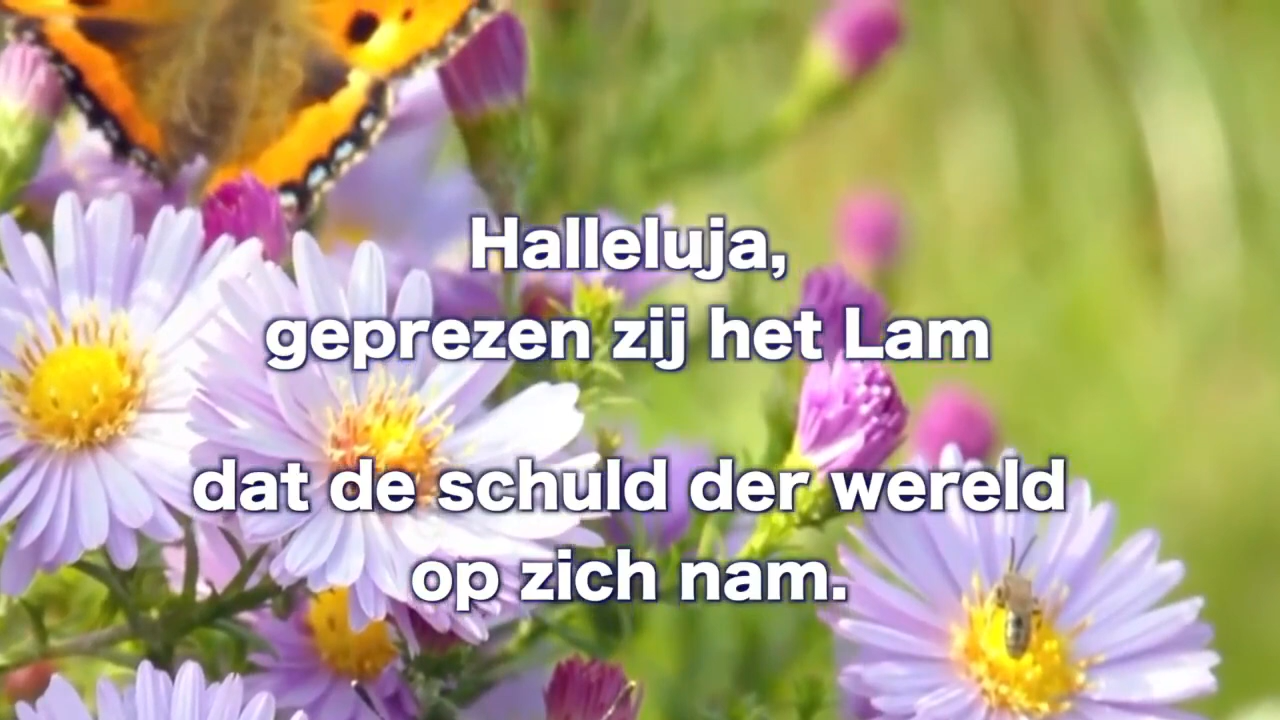 Halleluja,
geprezen zij het Lam
dat de schuld der wereld
op zich nam.